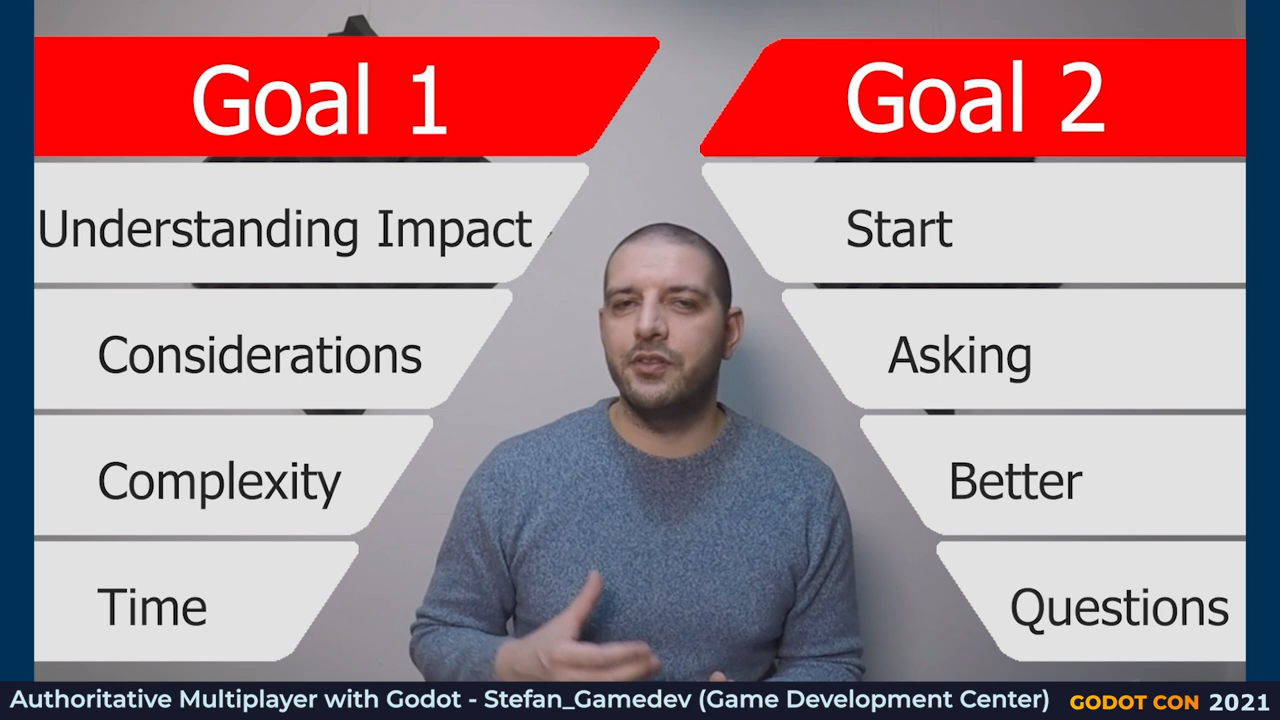 Goal 1
Understanding Impact
Considerations
Complexity
Time
Goal 2
Start
Asking
Better
Questions
Authoritative Multiplayer with Godot - Stefan_Gamedev (Game Development Center)
GODOT CON 2021